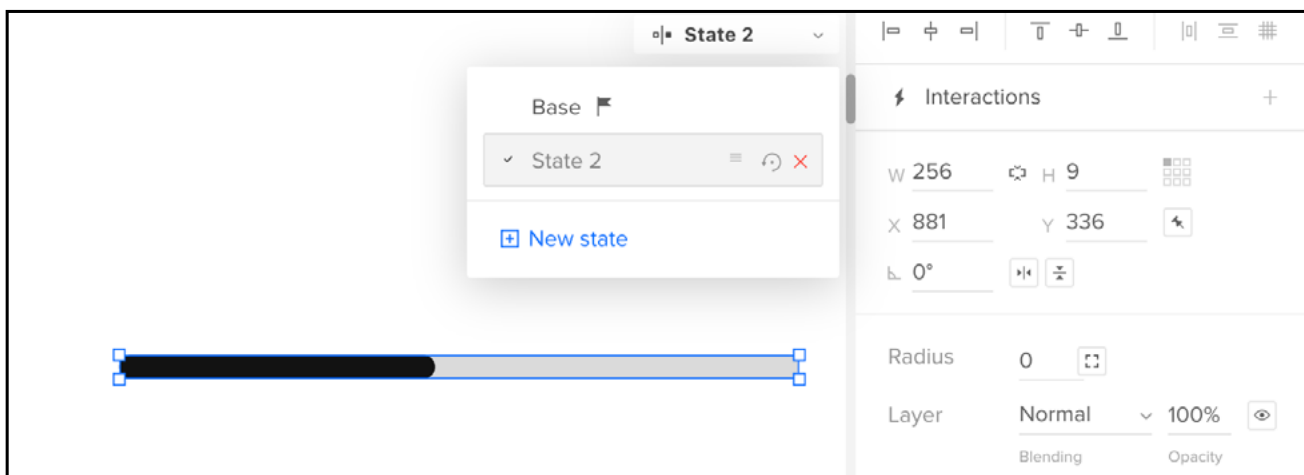 State 2
Base
State 2
New state
Interactions
W 256 H 9
X 881 Y 336
0°
Radius 0
Layer Normal 100%
Blending Opacity